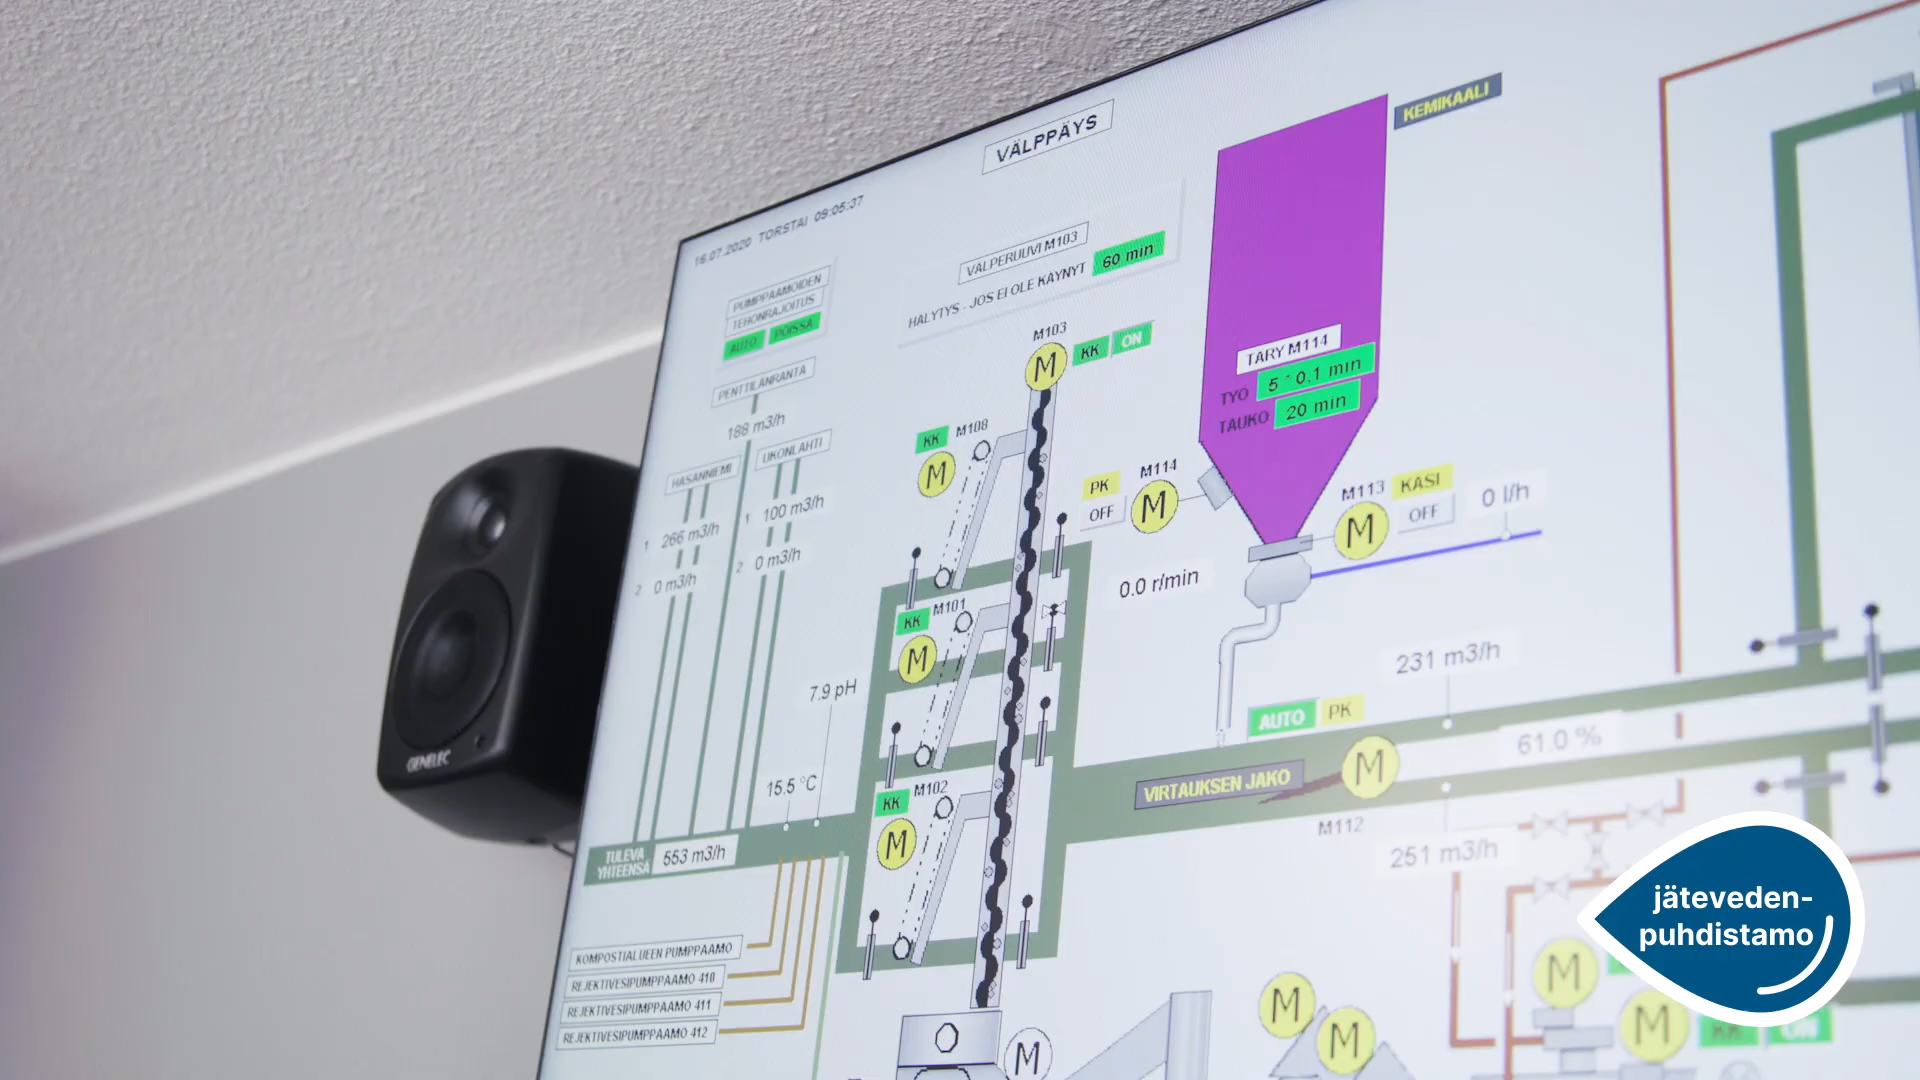 VÄLPPÄYS
KEMIKAALI
16.07.2020 TORSTAI 09:05:37
VALPERUUVI M103
HALYTYS - JOS EI OLE KAYNYT 60 min
PUMPPAAMOIDEN
TEHONRAJOITUS
AUTO POISSA
PENTTILANRANTA
188 m3/h
HASANNIEMI
UKONLAHTI
1 266 m3/h
1 100 m3/h
2 0 m3/h
2 0 m3/h
M103
M KK ON
TARY M114
TYO 5 - 0.1 min
TAUKO 20 min
KK M108
M
PK M114
OFF M
M113 KASI
M OFF
0 l/h
0.0 r/min
M101
KK
M
7.9 pH
15.5 °C
M102
KK
M
231 m3/h
AUTO PK
61.0 %
VIRTAUKSEN JAKO M
M112
251 m3/h
TULEVA
YHTEENSA 553 m3/h
KOMPOSTIALUEEN PUMPPAAMO
REJEKTIVESIPUMPPAAMO 410
REJEKTIVESIPUMPPAAMO 411
REJEKTIVESIPUMPPAAMO 412
M
M
M
M
M
KK ON
GENELEC
jäteveden-
puhdistamo